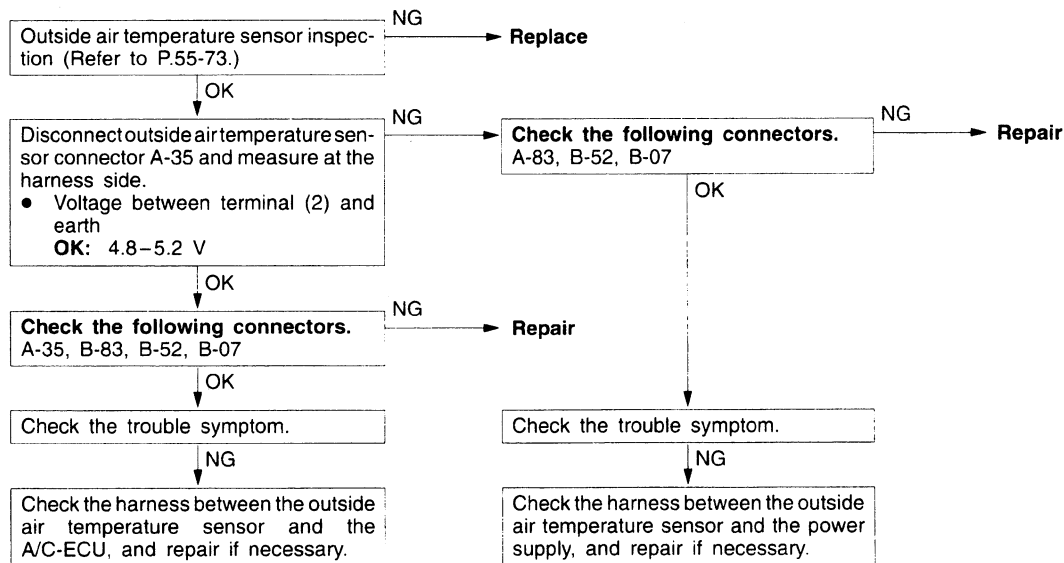 NG
Outside air temperature sensor inspec-
tion (Refer to P.55-73.)
Replace
OK
Disconnect outside air temperature sen-
sor connector A-35 and measure at the
harness side.
● Voltage between terminal (2) and
earth
OK: 4.8–5.2 V
NG
Check the following connectors.
A-83, B-52, B-07
NG
Repair
OK
OK
Check the following connectors.
A-35, B-83, B-52, B-07
NG
Repair
OK
Check the trouble symptom.
Check the trouble symptom.
NG
NG
Check the harness between the outside
air temperature sensor and the
A/C-ECU, and repair if necessary.
Check the harness between the outside
air temperature sensor and the power
supply, and repair if necessary.